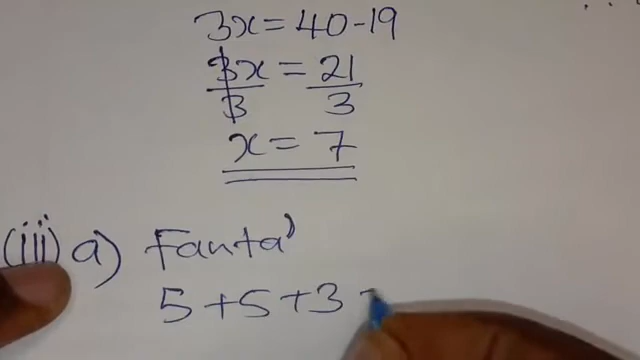 3x = 40 - 19
3x = 21
3 3
x = 7
(iii) a) Fanta'
5 + 5 + 3